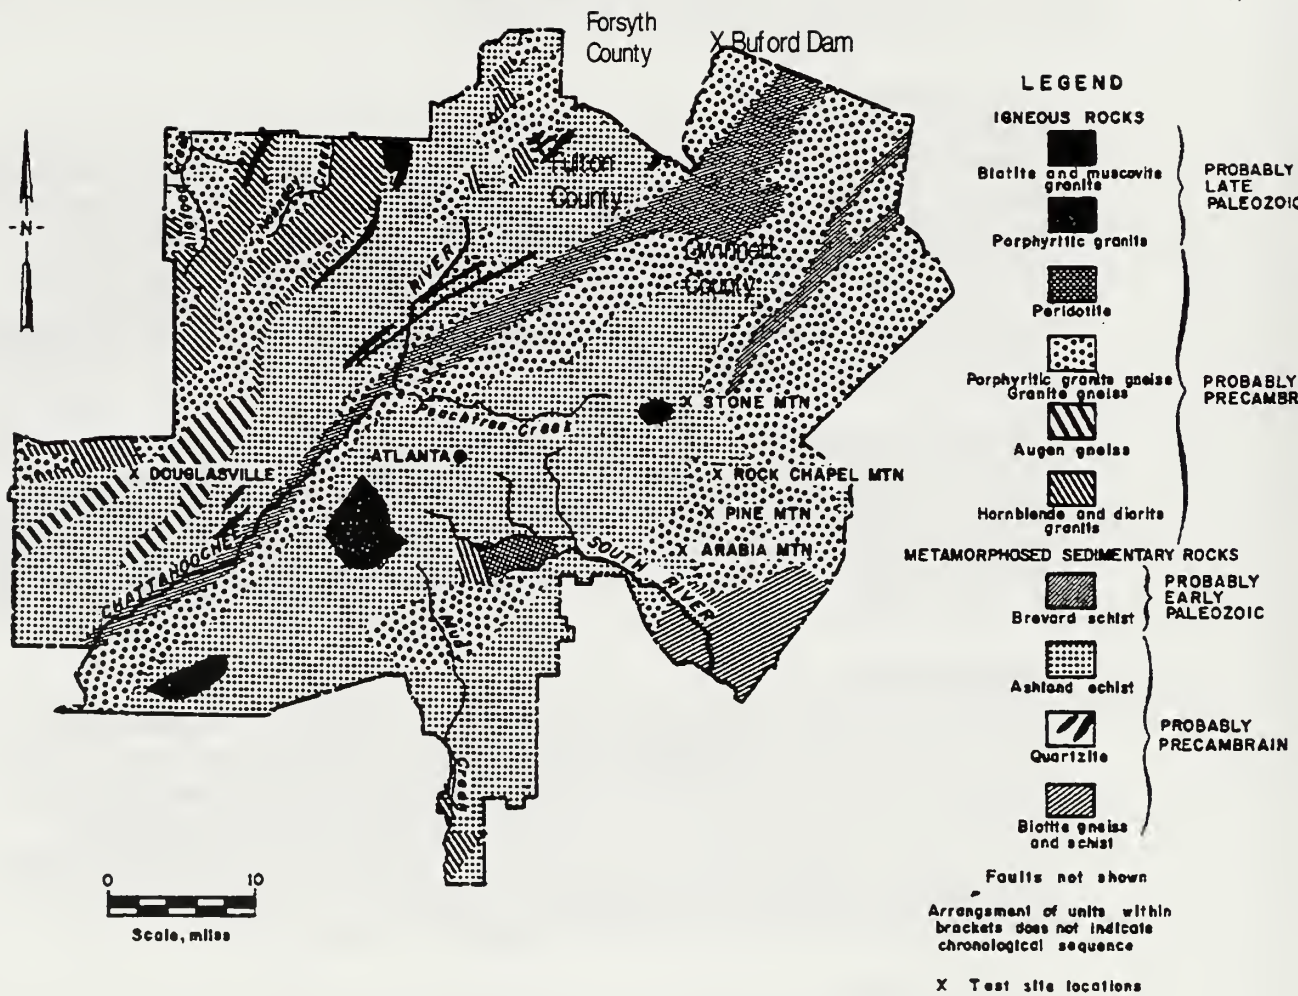 Forsyth
County
X Buford Dam
Fulton
County
Gwinnett
County
-N-
Noonday Creek
RIVER
Peachtree Creek
X STONE MTN
ATLANTA
X DOUGLASVILLE
X ROCK CHAPEL MTN
X PINE MTN
X ARABIA MTN
CHATTAHOOCHEE
SOUTH RIVER
Creek
0 10
Scale, miles
LEGEND
IGNEOUS ROCKS
Biotite and muscovite
granite
Porphyritic granite
PROBABLY
LATE
PALEOZOIC
Peridotite
Porphyritic granite gneiss
Granite gneiss
Augen gneiss
Hornblende and diorite
granite
PROBABLY
PRECAMBR
METAMORPHOSED SEDIMENTARY ROCKS
Brevard schist
PROBABLY
EARLY
PALEOZOIC
Ashland schist
Quartzite
Biotite gneiss
and schist
PROBABLY
PRECAMBRAIN
Faults not shown
Arrangement of units within
brackets does not indicate
chronological sequence
X Test site locations